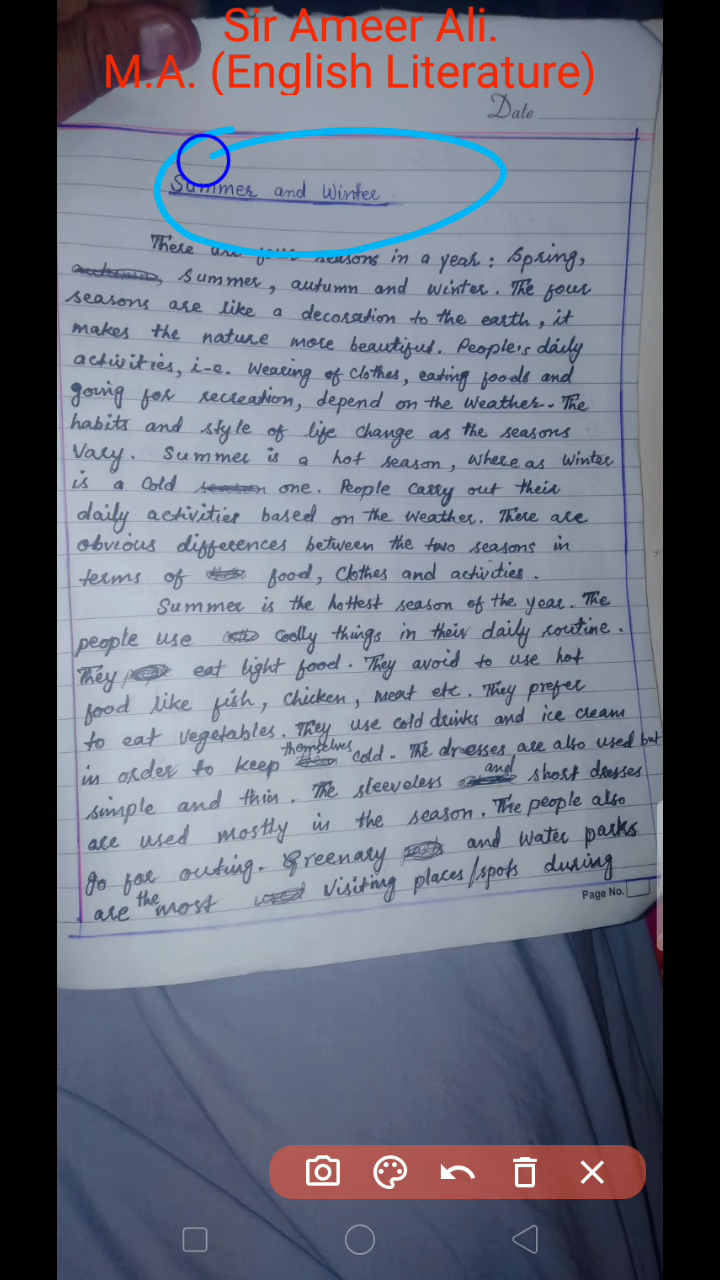 Sir Ameer Ali.
M.A. (English Literature)
Date
Summer and Winter
There are four seasons in a year : Spring,
summer, autumn and winter. The four
seasons are like a decoration to the earth, it
makes the nature more beautiful. People's daily
activities, i-e. Wearing of clothes, eating foods and
going for recreation, depend on the weather. The
habits and style of life change as the seasons
Vary. Summer is a hot season, where as winter
is a cold season one. People carry out their
daily activities based on the weather. There are
obvious differences between the two seasons in
terms of food, clothes and activities.
Summer is the hottest season of the year. The
people use coolly things in their daily routine.
They eat light food. They avoid to use hot
food like fish, chicken, meat etc. They prefer
to eat vegetables. They use cold drinks and ice cream
in order to keep themselves cold. The dresses are also used but
simple and thin. The sleeveless and short dresses
are used mostly in the season. The people also
go for outing. Greenary and water parks
are the most visiting places/spots during
Page No.